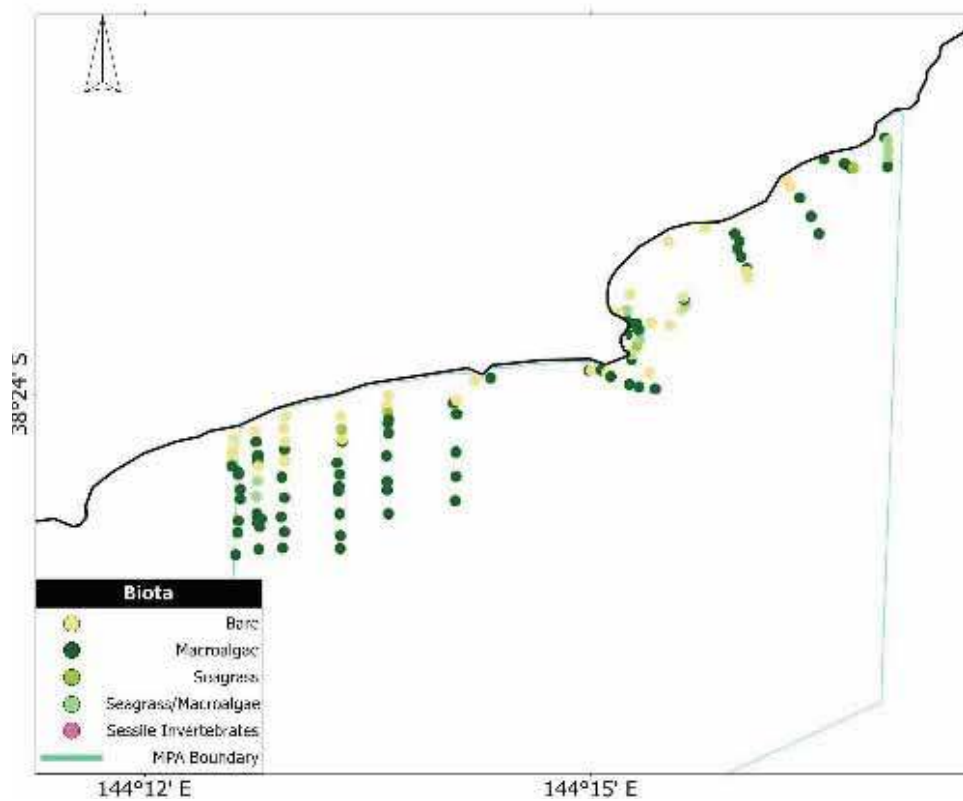 38°24' S
Biota
Bare
Macroalgae
Seagrass
Seagrass/Macroalgae
Sessile Invertebrates
MPA Boundary
144°12' E
144°15' E